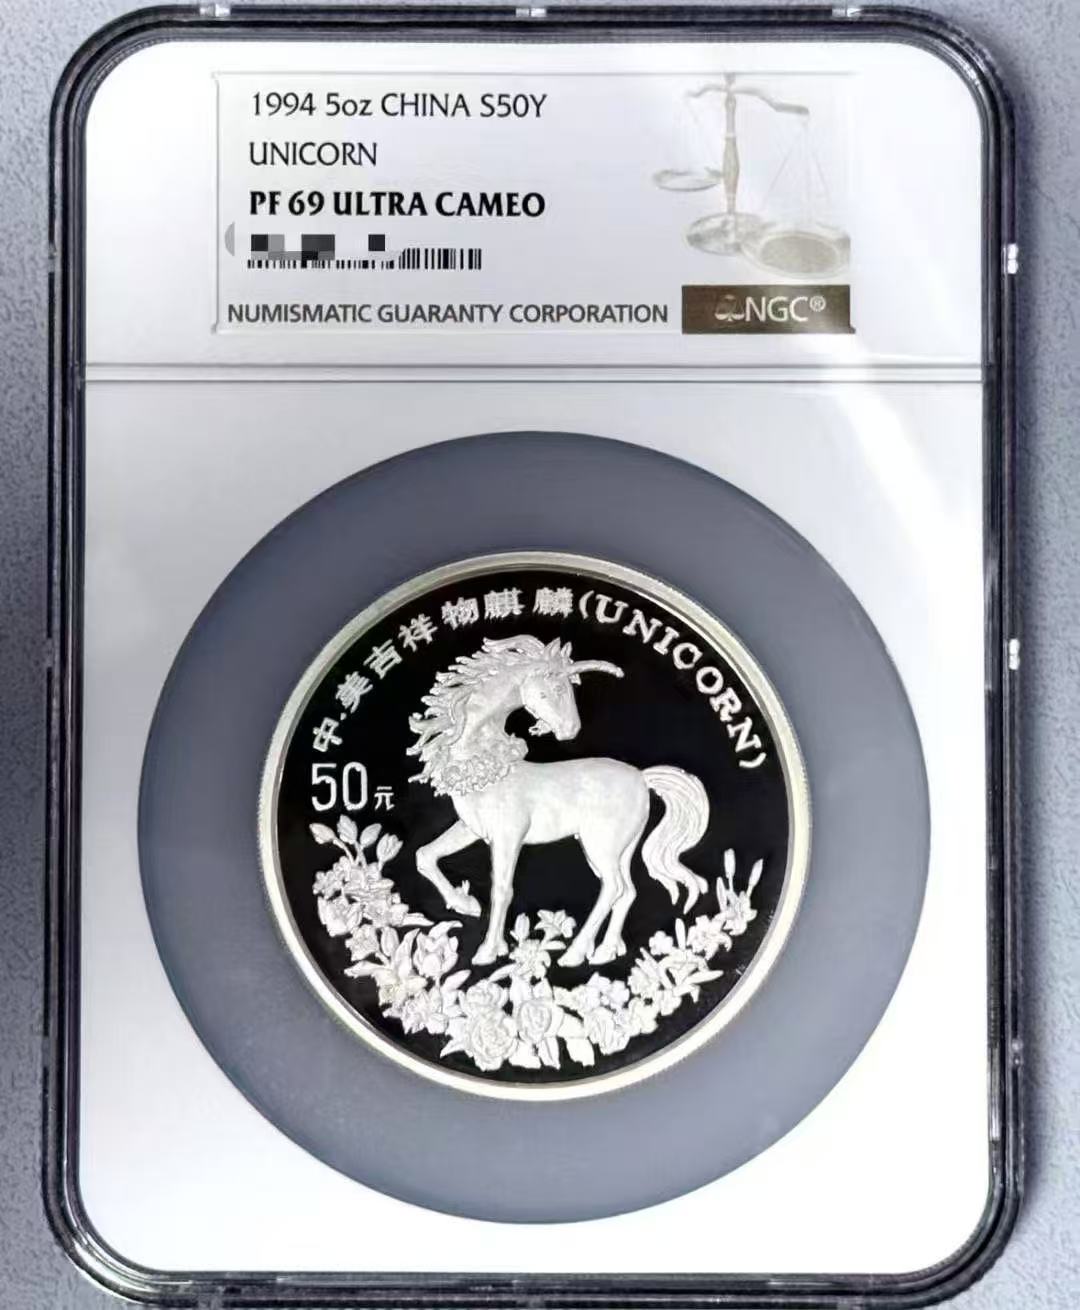 1994 5oz CHINA S50Y
UNICORN
PF 69 ULTRA CAMEO
NUMISMATIC GUARANTY CORPORATION
NGC®
中.美吉祥物麒麟(UNICORN)
50元